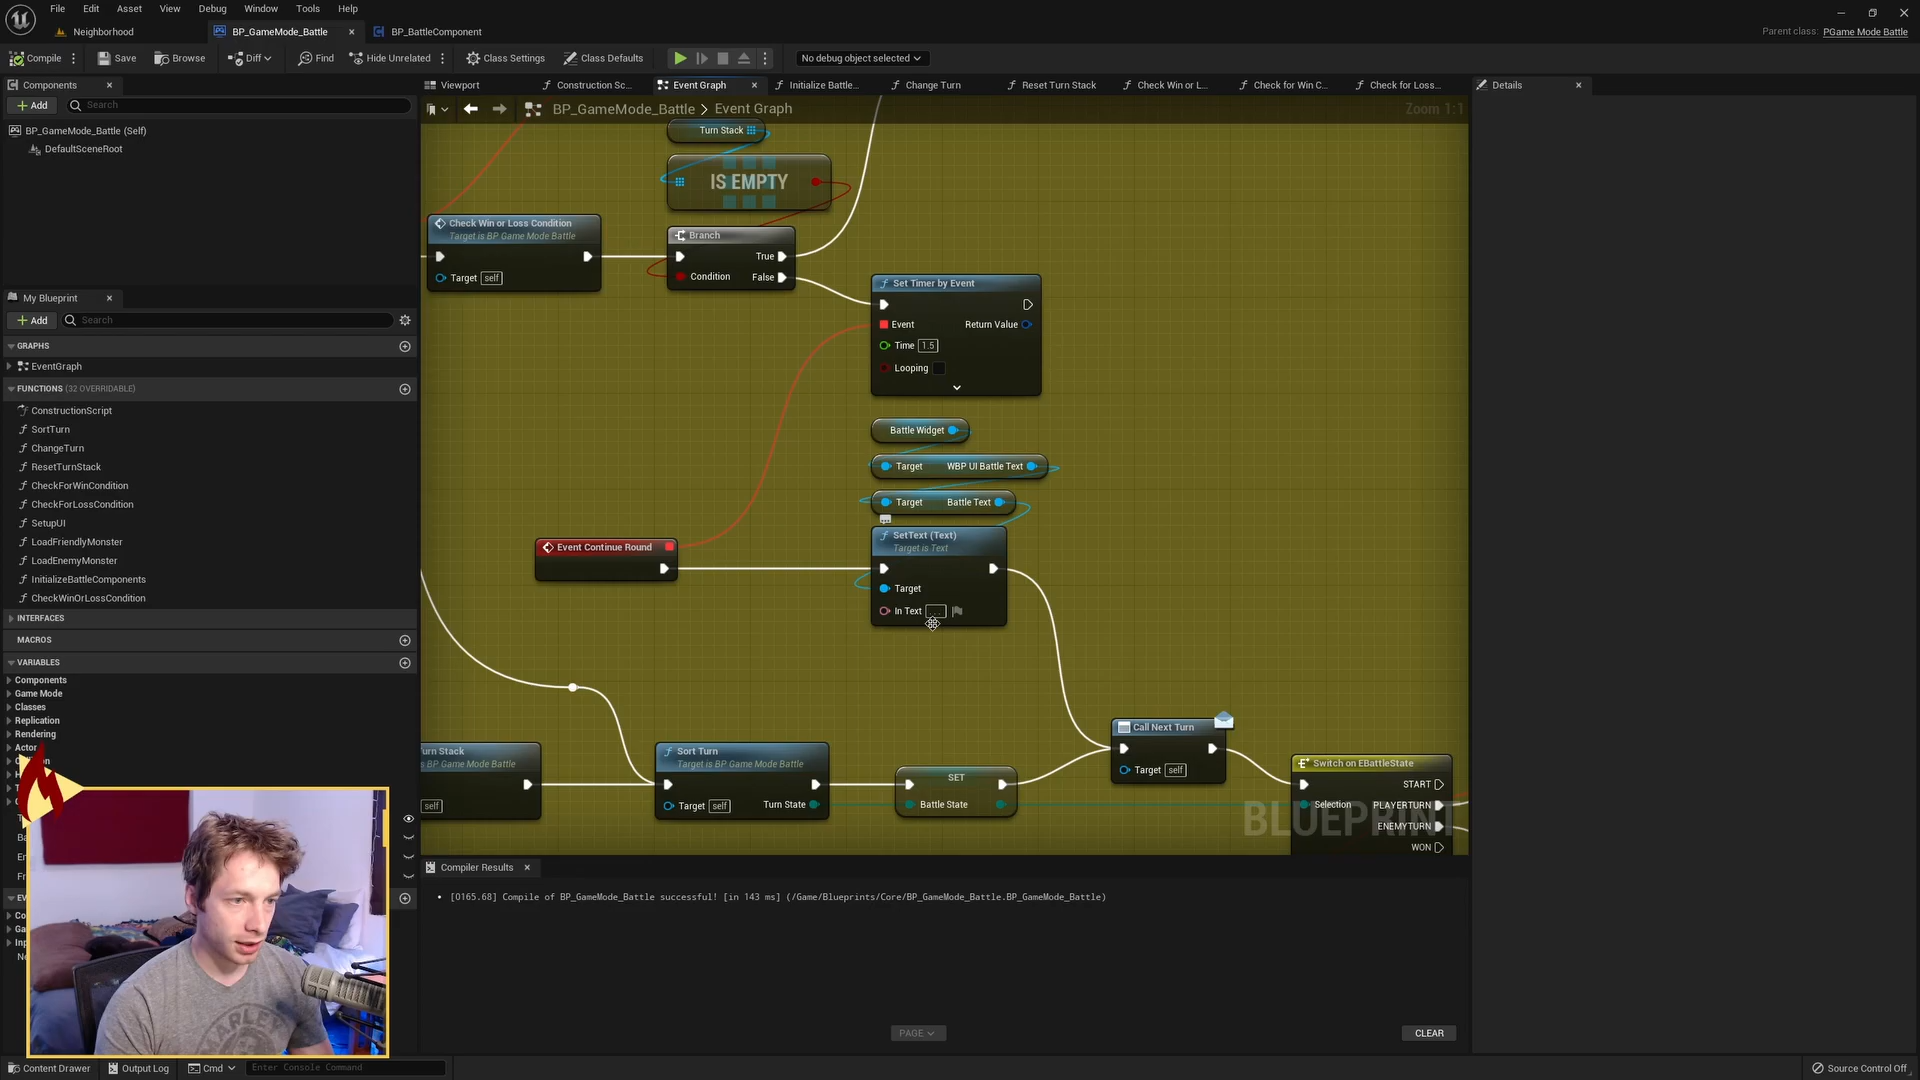 File Edit Asset View Debug Window Tools Help
Neighborhood BP_GameMode_Battle BP_BattleComponent Parent class: PGame Mode Battle
Compile Save Browse Diff Find Hide Unrelated Class Settings Class Defaults No debug object selected
Components
Add Search
BP_GameMode_Battle (Self)
DefaultSceneRoot
My Blueprint
Add Search
GRAPHS
EventGraph
FUNCTIONS (32 OVERRIDABLE)
ConstructionScript
SortTurn
ChangeTurn
ResetTurnStack
CheckForWinCondition
CheckForLossCondition
SetupUI
LoadFriendlyMonster
LoadEnemyMonster
InitializeBattleComponents
CheckWinOrLossCondition
INTERFACES
MACROS
VARIABLES
Components
Game Mode
Classes
Replication
Rendering
Actor
Viewport Construction Sc... Event Graph Initialize Battle... Change Turn Reset Turn Stack Check Win or L... Check for Win C... Check for Loss...
BP_GameMode_Battle > Event Graph Zoom 1:1
Turn Stack
IS EMPTY
Check Win or Loss Condition
Target is BP Game Mode Battle
Target self
Branch
True
Condition False
Set Timer by Event
Event Return Value
Time 1.5
Looping
Battle Widget
Target WBP UI Battle Text
Target Battle Text
SetText (Text)
Target is Text
Target
In Text ...
Event Continue Round
urn Stack
s BP Game Mode Battle
self
Sort Turn
Target is BP Game Mode Battle
Target self Turn State
SET
Battle State
Call Next Turn
Target self
Switch on EBattleState
START
Selection PLAYERTURN
ENEMYTURN
WON
BLUEPRINT
Compiler Results
[0165.68] Compile of BP_GameMode_Battle successful! [in 143 ms] (/Game/Blueprints/Core/BP_GameMode_Battle.BP_GameMode_Battle)
PAGE CLEAR
Content Drawer Output Log Cmd Enter Console Command Source Control Off
Details